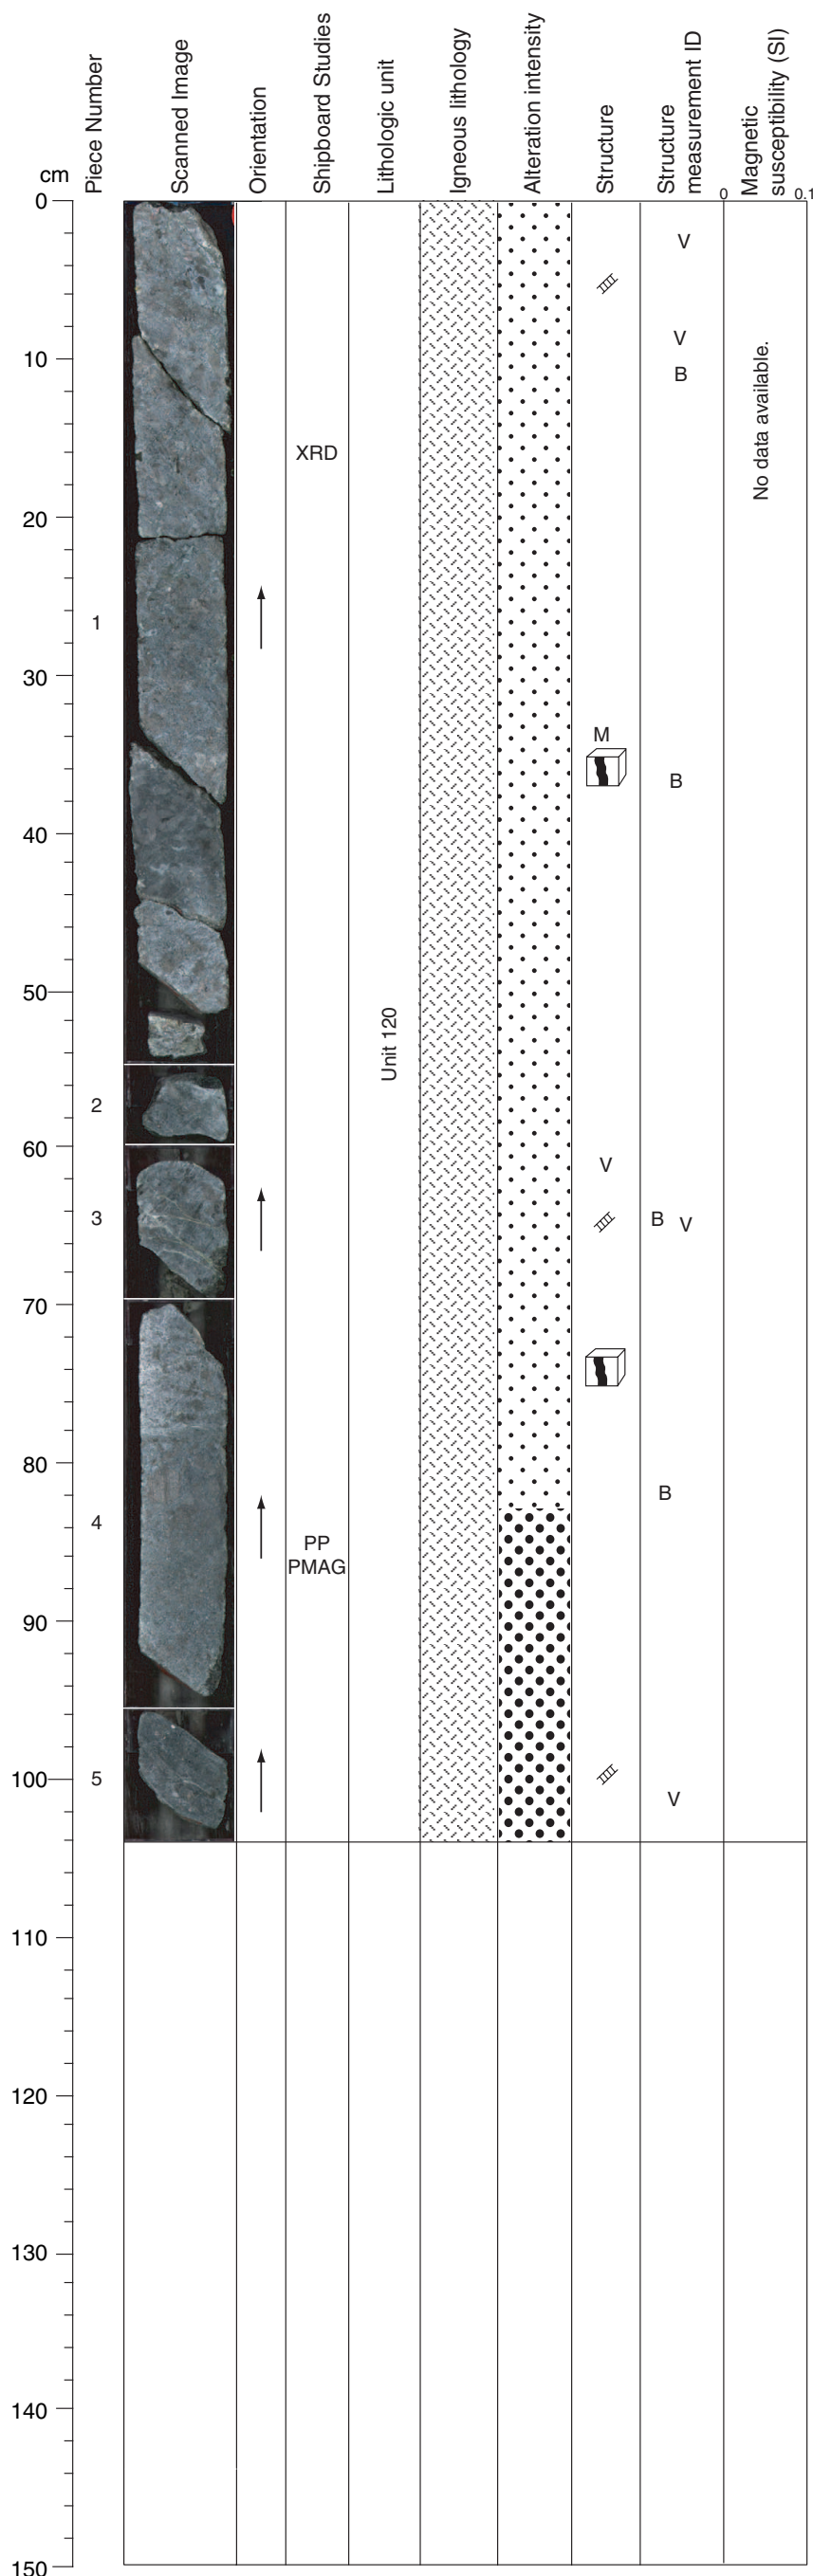 cm
Piece Number
Scanned Image
Orientation
Shipboard Studies
Lithologic unit
Igneous lithology
Alteration intensity
Structure
Structure
measurement ID
Magnetic
susceptibility (SI)
0
0.1
0
V
V
10
B
No data available.
XRD
20
1
30
M
B
40
50
Unit 120
2
60
V
3
B V
70
80
B
4
PP
PMAG
90
100
5
V
110
120
130
140
150